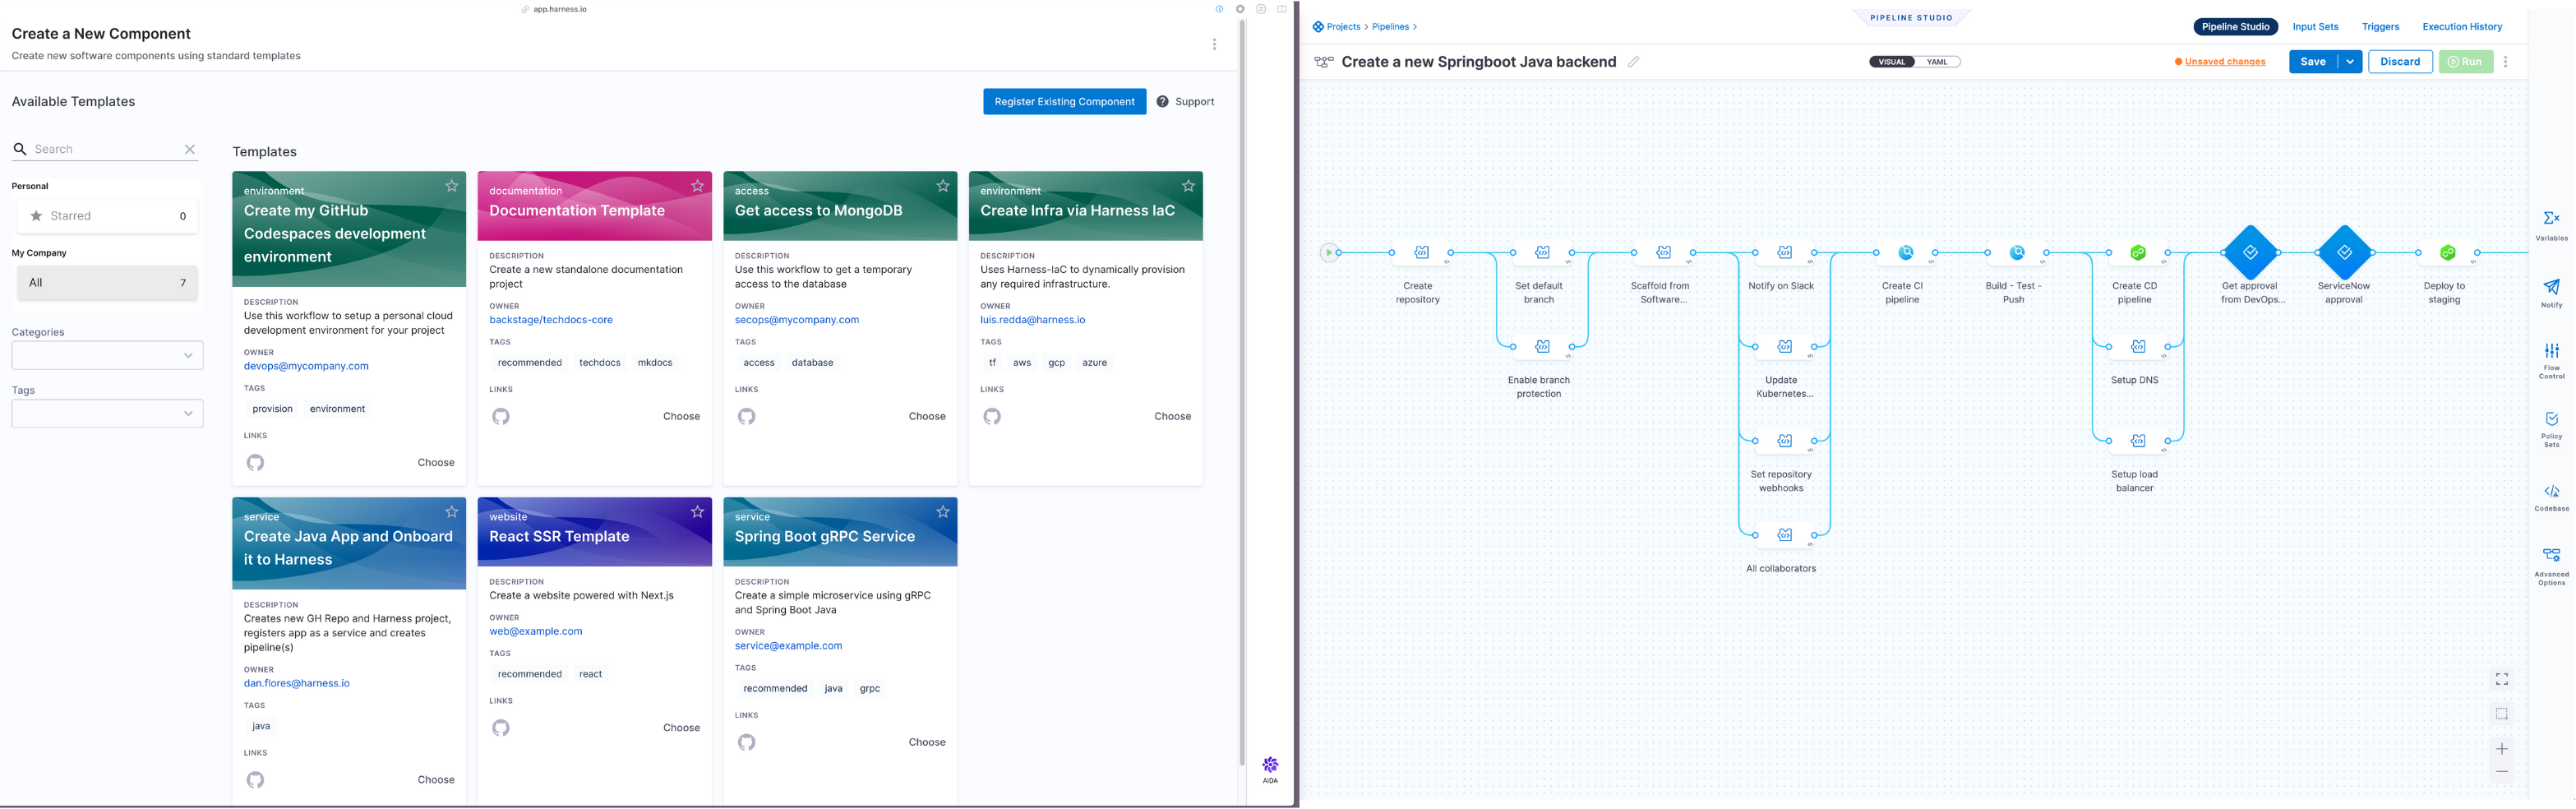 app.harness.io
Create a New Component
Create new software components using standard templates
Available Templates
Register Existing Component
Support
Search
Personal
Starred
0
My Company
All
7
Categories
Tags
Templates
environment
Create my GitHub
Codespaces development
environment
DESCRIPTION
Use this workflow to setup a personal cloud
development environment for your project
OWNER
devops@mycompany.com
TAGS
provision environment
LINKS
Choose
documentation
Documentation Template
DESCRIPTION
Create a new standalone documentation
project
OWNER
backstage/techdocs-core
TAGS
recommended techdocs mkdocs
LINKS
Choose
access
Get access to MongoDB
DESCRIPTION
Use this workflow to get a temporary
access to the database
OWNER
secops@mycompany.com
TAGS
access database
LINKS
Choose
environment
Create Infra via Harness IaC
DESCRIPTION
Uses Harness-IaC to dynamically provision
any required infrastructure.
OWNER
luis.redda@harness.io
TAGS
tf aws gcp azure
LINKS
Choose
service
Create Java App and Onboard
it to Harness
DESCRIPTION
Creates new GH Repo and Harness project,
registers app as a service and creates
pipeline(s)
OWNER
dan.flores@harness.io
TAGS
java
LINKS
Choose
website
React SSR Template
DESCRIPTION
Create a website powered with Next.js
OWNER
web@example.com
TAGS
recommended react
LINKS
Choose
service
Spring Boot gRPC Service
DESCRIPTION
Create a simple microservice using gRPC
and Spring Boot Java
OWNER
service@example.com
TAGS
recommended java grpc
LINKS
Choose
AIDA
Projects > Pipelines >
PIPELINE STUDIO
Pipeline Studio
Input Sets
Triggers
Execution History
Create a new Springboot Java backend
VISUAL
YAML
Unsaved changes
Save
Discard
Run
Create
repository
Set default
branch
Enable branch
protection
Scaffold from
Software...
Notify on Slack
Update
Kubernetes...
Set repository
webhooks
All collaborators
Create CI
pipeline
Build - Test -
Push
Create CD
pipeline
Setup DNS
Setup load
balancer
Get approval
from DevOps...
ServiceNow
approval
Deploy to
staging
Variables
Notify
Flow
Control
Policy
Sets
Codebase
Advanced
Options